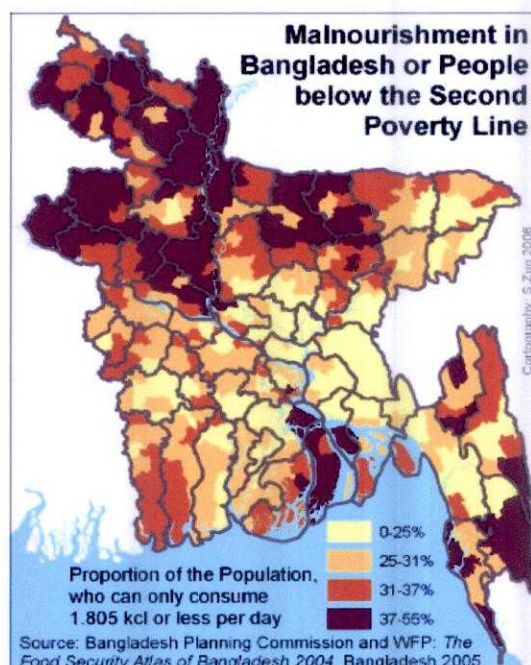 Malnourishment in
Bangladesh or People
below the Second
Poverty Line
Cartography: S.Zug 2006
0-25%
25-31%
31-37%
37-55%
Proportion of the Population,
who can only consume
1.805 kcl or less per day
Source: Bangladesh Planning Commission and WFP: The
Food Security Atlas of Bangladesh 2004, Bangladesh 2005